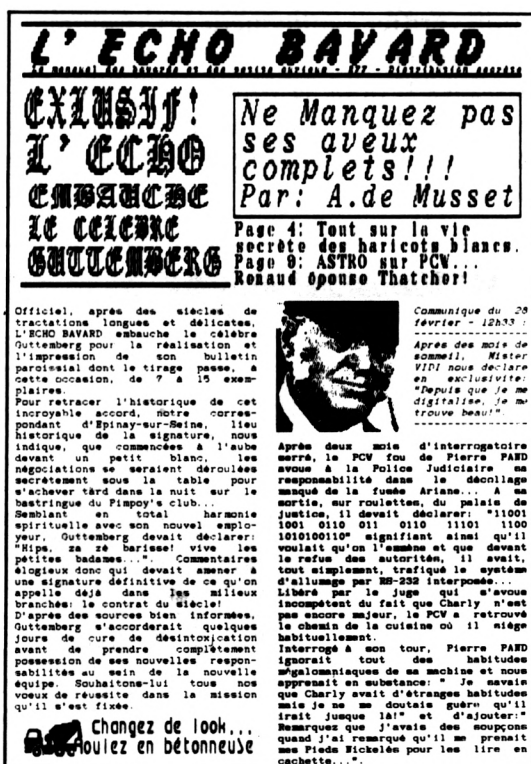 L'ECHO BAVARD
EXLUSIF!
L'ECHO
EMBAUCHE
LE CELEBRE
GUTTEMBERG
Ne Manquez pas
ses aveux
complets!!!
Par: A.de Musset
Page 4: Tout sur la vie
secrète des haricots blancs.
Page 9: ASTRO sur PCW...
Renaud épouse Thatcher!
Officiel, après des siècles de
tractations longues et délicates,
L'ECHO BAVARD embauche le célèbre
Guttemberg pour la réalisation et
l'impression de son bulletin
paroissial dont le tirage passe, à
cette occasion, de 7 à 15 exem-
plaires.
Pour retracer l'historique de cet
incroyable accord, notre corres-
pondant d'Epinay-sur-Seine, lieu
historique de la signature, nous
indique, que commencées à l'aube
devant un petit blanc, les
négociations se seraient déroulées
secrètement sous la table pour
s'achever tàrd dans la nuit sur le
bastringue du Pimpoy's club...
Semblant en total harmonie
spirituelle avec son nouvel emplo-
yeur, Guttemberg devait déclarer:
"Hips, za zé barisse! vive les
pétites badames...". Commentaires
élogieux donc qui devait amener à
une signature définitive de ce qu'on
appelle déjà dans les milieux
branchés: le contrat du siècle!
D'après des sources bien informées,
Guttemberg s'accorderait quelques
jours de cure de désintoxication
avant de prendre complètement
possession de ses nouvelles respon-
sabilités au sein de la nouvelle
équipe. Souhaitons-lui tous nos
voeux de réussite dans la mission
qu'il s'est fixée.
Changez de look...
Roulez en bétonneuse
Communique du 28
février - 12h33 :
Après des mois de
sommeil, Mister
VIDI nous declare
en exclusivite:
"Depuis que je me
digitalise, je me
trouve beau!".
Après deux mois d'interrogatoire
serré, le PCW fou de Pierre PAND
avoue à la Police Judiciaire sa
responsabilité dans le décollage
manqué de la fusée Ariane... A sa
sortie, sur roulettes, du palais de
justice, il devait déclarer: "11001
1001 0110 011 0110 11101 1100
1010100110" signifiant ainsi qu'il
voulait qu'on l'emmène et que devant
le refus des autorités, il avait,
tout simplement, trafiqué le système
d'allumage par RS-232 interposée...
Libéré par le juge qui s'avoue
incompétent du fait que Charly n'est
pas encore majeur, le PCW a retrouvé
le chemin de la cuisine où il siège
habituellement.
Interrogé à son tour, Pierre PAND
ignorait tout des habitudes
mégalomaniaques de sa machine et nous
apprenait en substance: " Je savais
que Charly avait d'étranges habitudes
mais je ne me doutais guère qu'il
irait jusque là!" et d'ajouter:"
Remarquez que j'avais des soupçons
quand j'ai remarqué qu'il me prenait
mes Pieds Nickelés pour les lire en
cachette...".